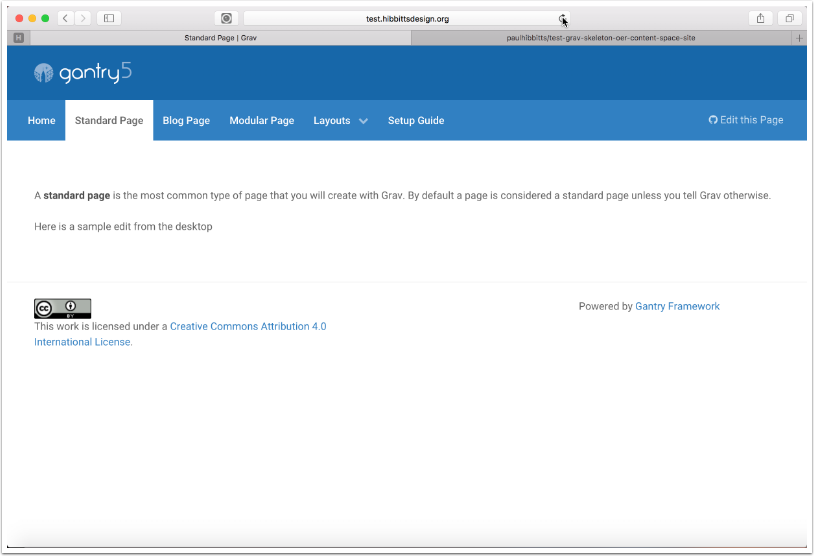 test.hibbittsdesign.org
Standard Page | Grav
paulhibbitts/test-grav-skeleton-oer-content-space-site
H
gantry5
Home
Standard Page
Blog Page
Modular Page
Layouts
Setup Guide
Edit this Page
A standard page is the most common type of page that you will create with Grav. By default a page is considered a standard page unless you tell Grav otherwise.
Here is a sample edit from the desktop
cc
BY
This work is licensed under a Creative Commons Attribution 4.0
International License.
Powered by Gantry Framework